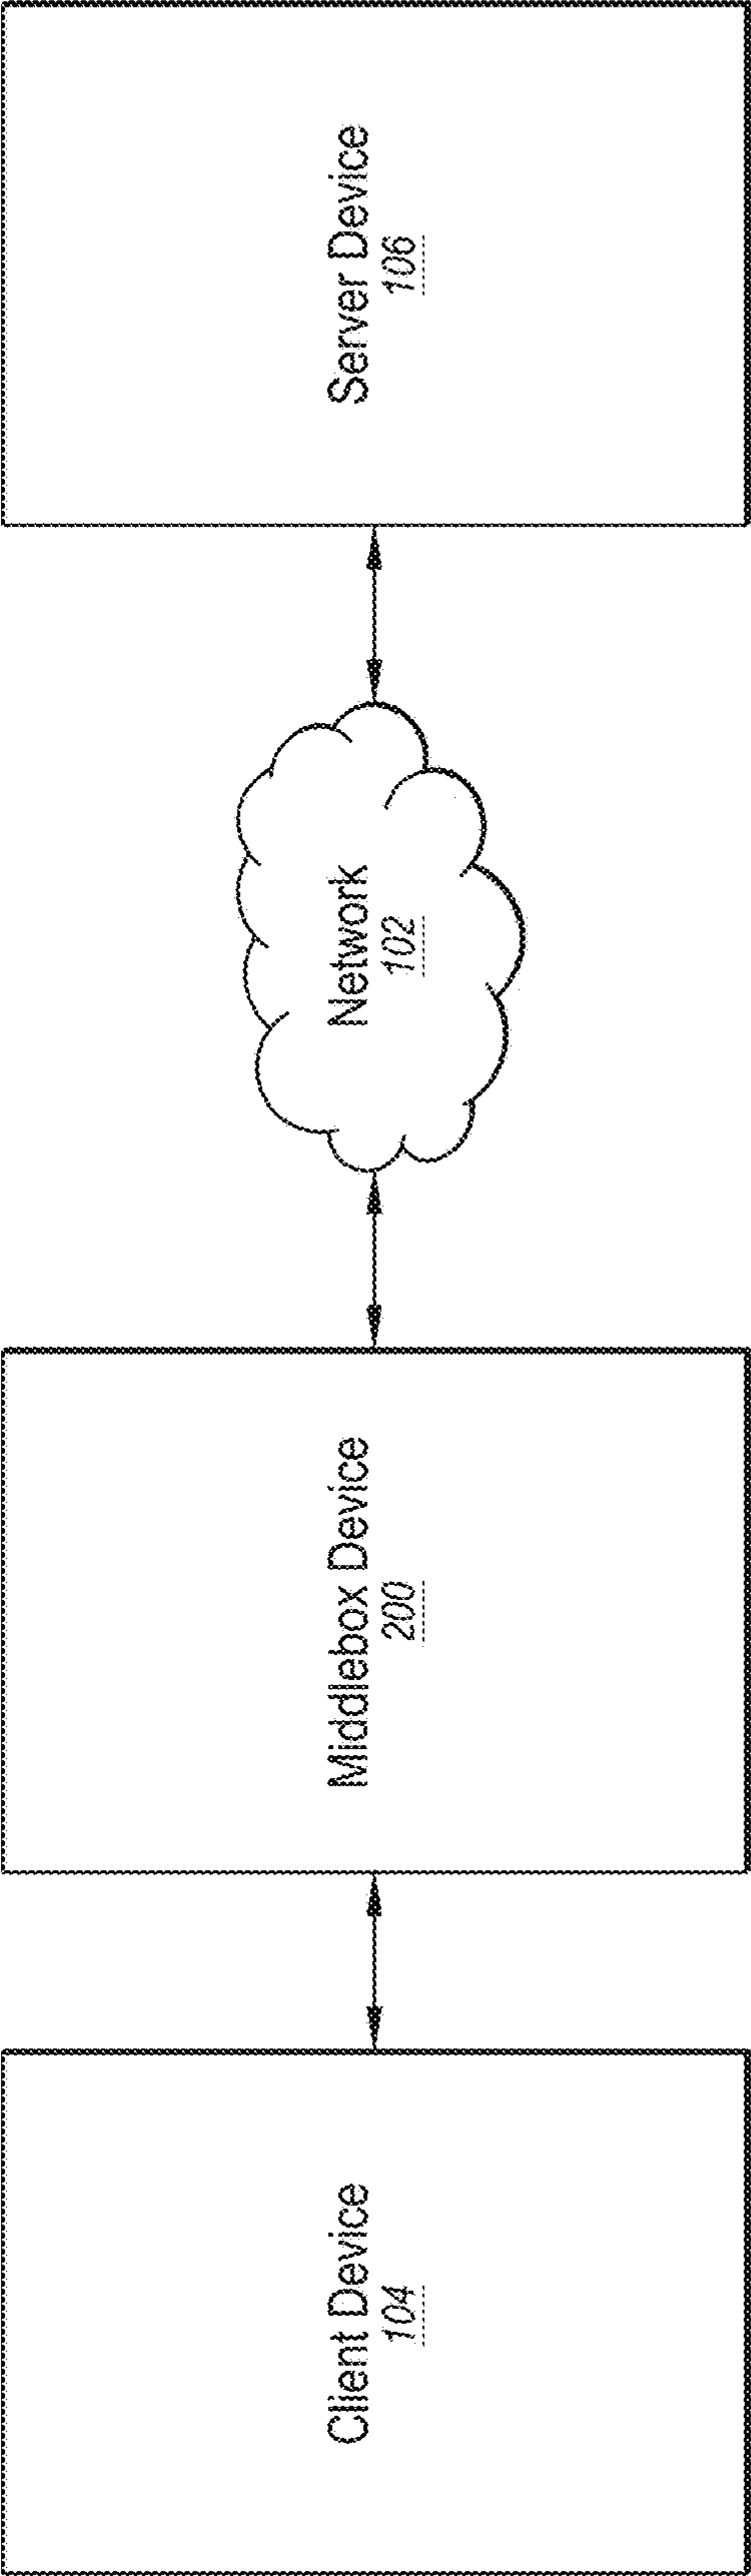 Client Device
104
Middlebox Device
200
Network
102
Server Device
106